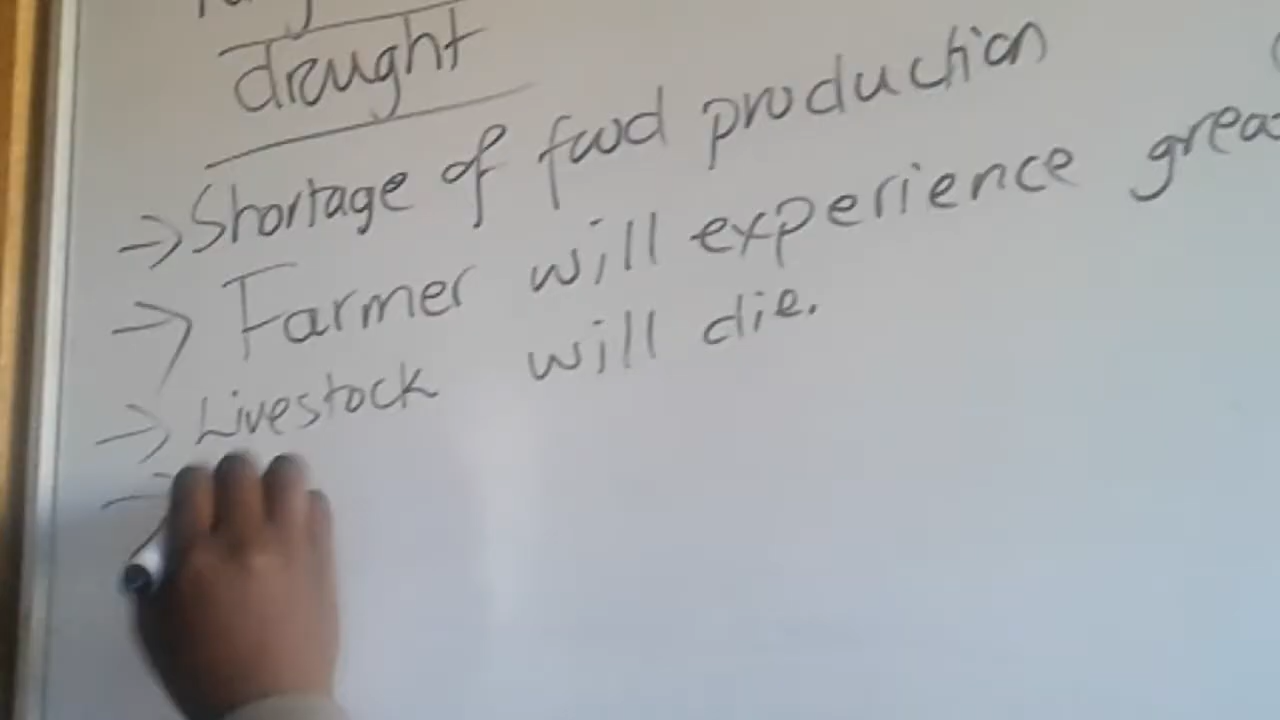 drought
→ Shortage of food production
→ Farmer will experience grea
→ Livestock will die.
→